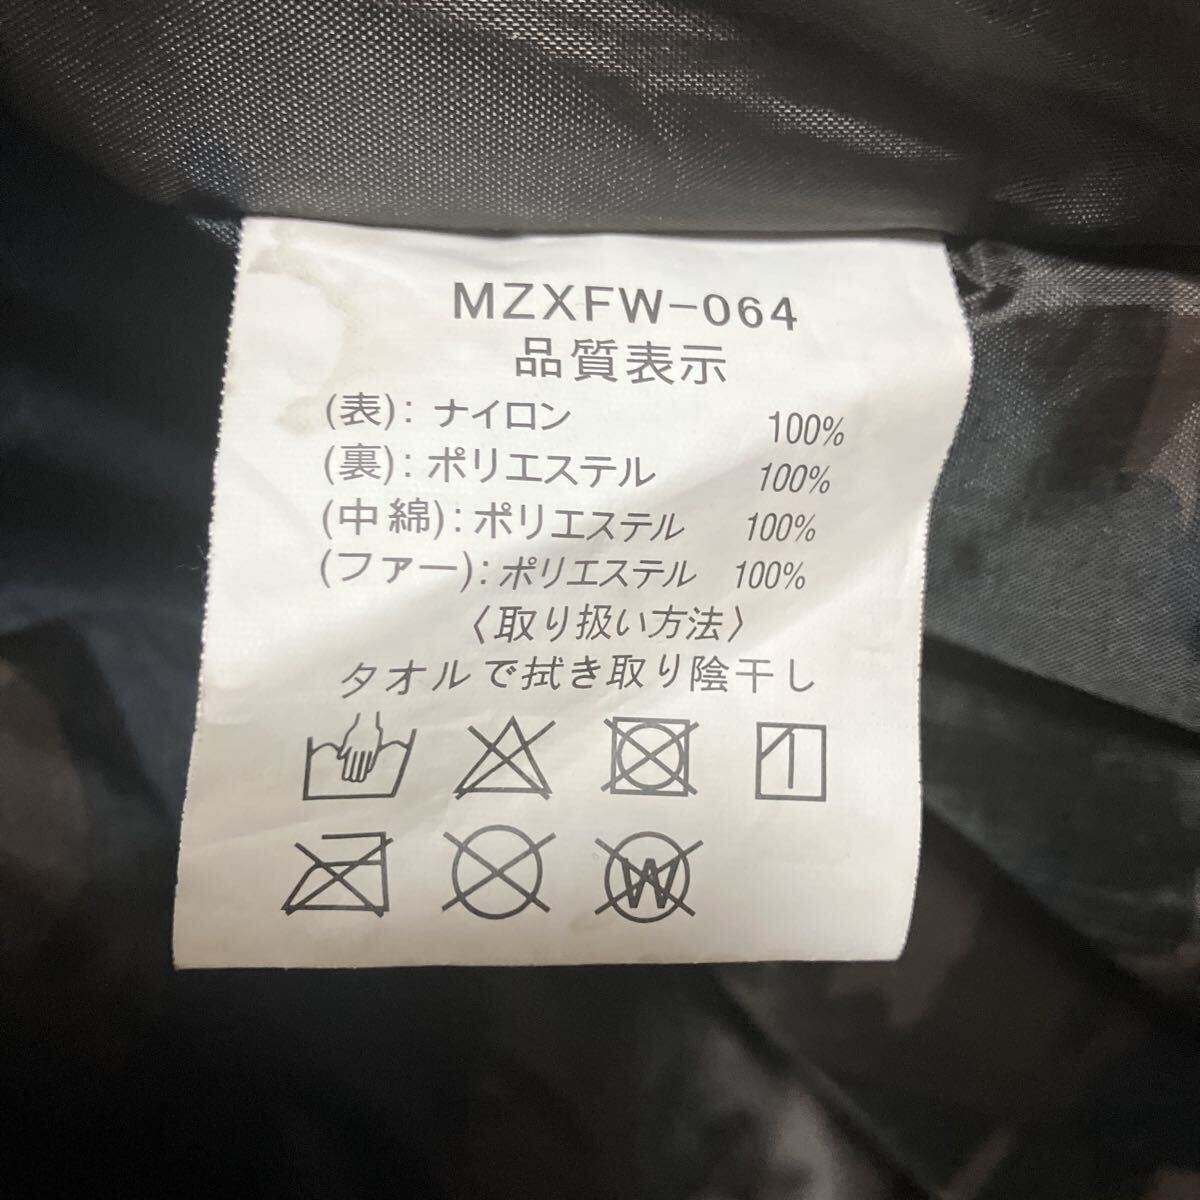 MZXFW-064
品質表示
(表): ナイロン 100%
(裏): ポリエステル 100%
(中綿): ポリエステル 100%
(ファー): ポリエステル 100%
〈取り扱い方法〉
タオルで拭き取り陰干し
W